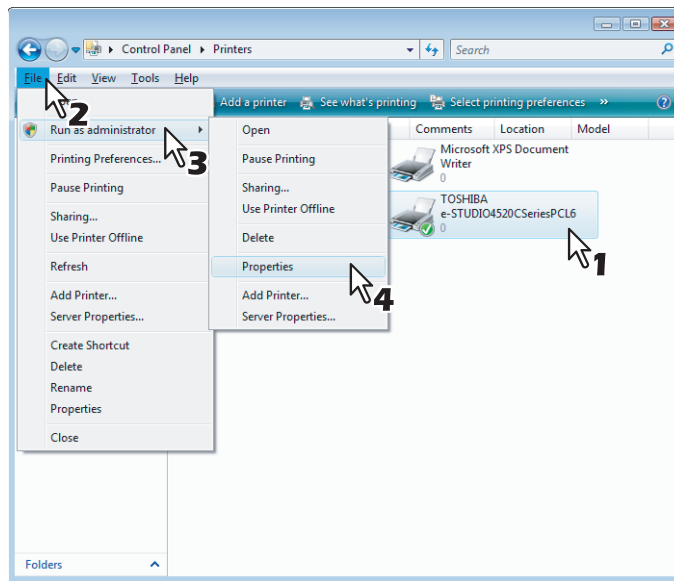 Control Panel
Printers
Search
File Edit View Tools Help
Add a printer See what's printing Select printing preferences »
Comments Location Model
2
Run as administrator
3
Printing Preferences...
Pause Printing
Sharing...
Use Printer Offline
Refresh
Add Printer...
Server Properties...
Create Shortcut
Delete
Rename
Properties
Close
Open
Pause Printing
Sharing...
Use Printer Offline
Delete
Properties
4
Add Printer...
Server Properties...
Microsoft XPS Document
Writer
0
TOSHIBA
e-STUDIO4520CSeriesPCL6
0
1
Folders